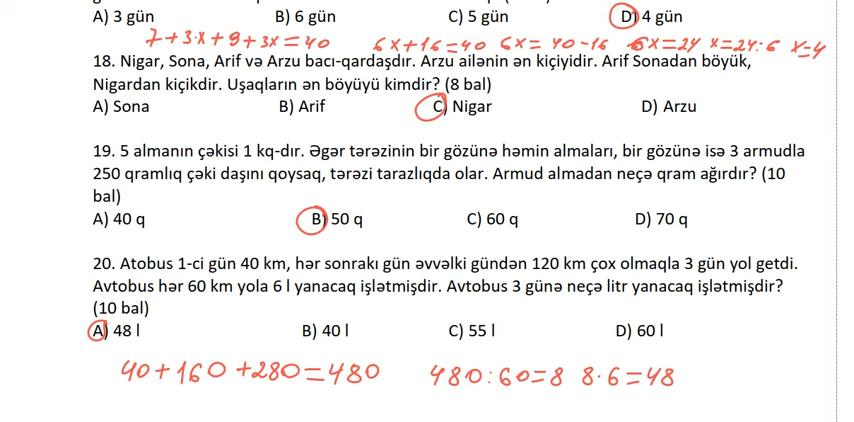 A) 3 gün B) 6 gün C) 5 gün D) 4 gün
7+3·x+9+3x=40 6x+16=40 6x=40-16 6x=24 x=24:6 x=4
18. Nigar, Sona, Arif və Arzu bacı-qardaşdır. Arzu ailənin ən kiçiyidir. Arif Sonadan böyük,
Nigardan kiçikdir. Uşaqların ən böyüyü kimdir? (8 bal)
A) Sona B) Arif C) Nigar D) Arzu
19. 5 almanın çəkisi 1 kq-dır. Əgər tərəzinin bir gözünə həmin almaları, bir gözünə isə 3 armudla
250 qramlıq çəki daşını qoysaq, tərəzi tarazlıqda olar. Armud almadan neçə qram ağırdır? (10
bal)
A) 40 q B) 50 q C) 60 q D) 70 q
20. Atobus 1-ci gün 40 km, hər sonrakı gün əvvəlki gündən 120 km çox olmaqla 3 gün yol getdi.
Avtobus hər 60 km yola 6 l yanacaq işlətmişdir. Avtobus 3 günə neçə litr yanacaq işlətmişdir?
(10 bal)
A) 48 l B) 40 l C) 55 l D) 60 l
40+160+280=480 480:60=8 8·6=48